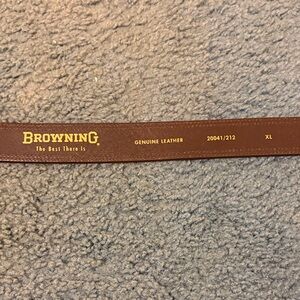 BROWNING.
The Best There Is
GENUINE LEATHER
20041/212
XL